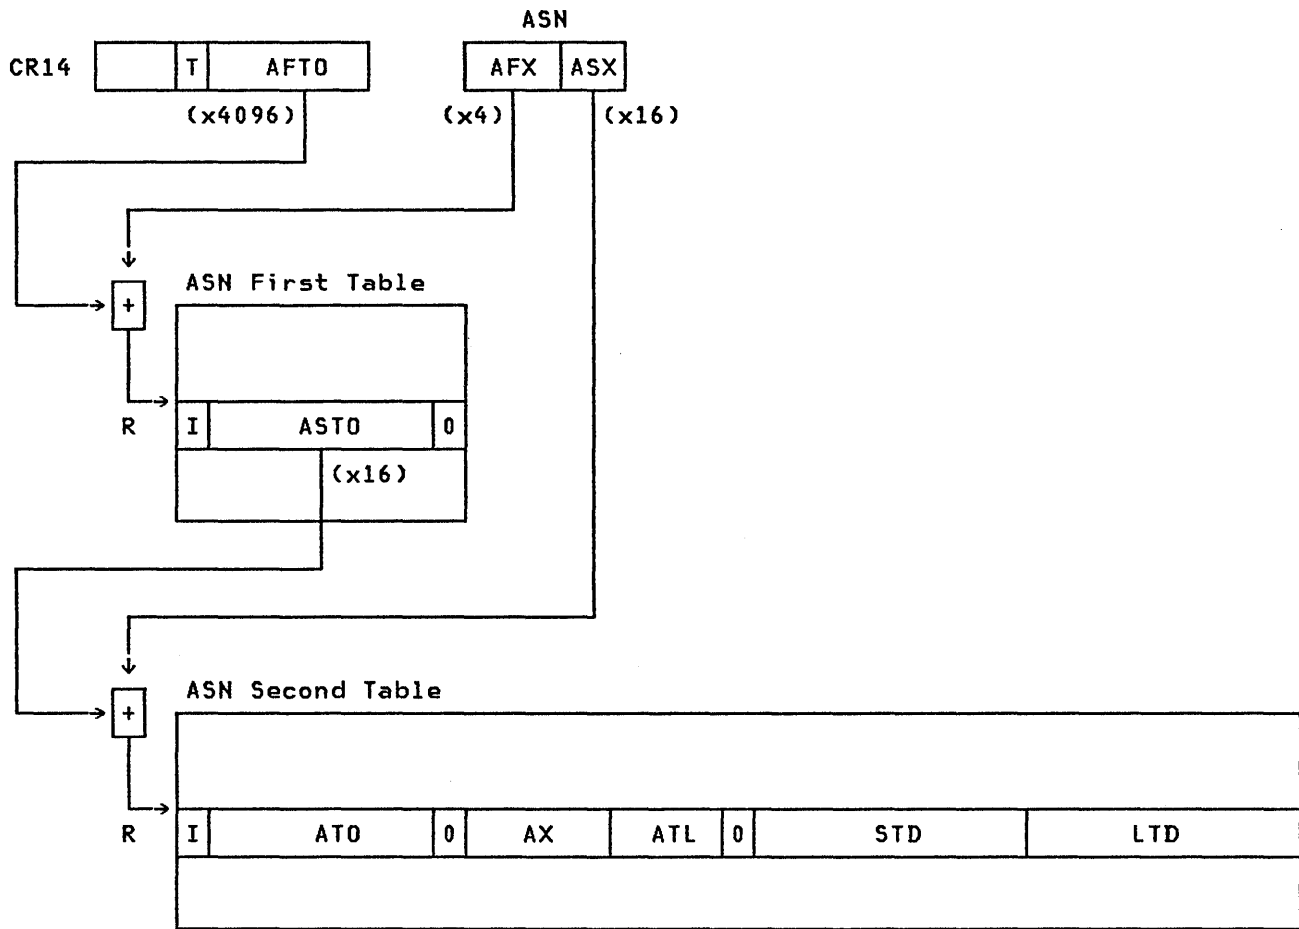 ASN
CR14 T AFTO AFX ASX
(x4096) (x4) (x16)
ASN First Table
+
R I ASTO 0
(x16)
ASN Second Table
+
R I ATO 0 AX ATL 0 STD LTD